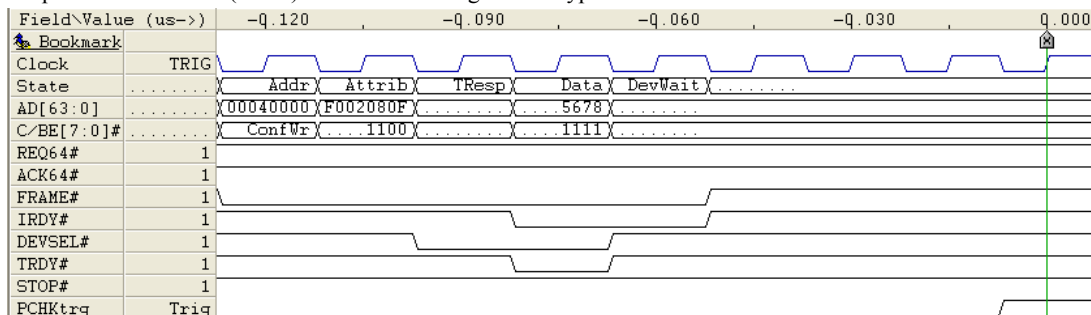 Field\Value (us->) -0.120 -0.090 -0.060 -0.030 0.000
Bookmark
Clock TRIG
State ........ Addr Attrib TResp Data DevWait ........
AD[63:0] ........ 00040000 F002080F ........ ....5678 ........
C/BE[7:0]# ........ ConfWr ....1100 ........ ....1111 ........
REQ64# 1
ACK64# 1
FRAME# 1
IRDY# 1
DEVSEL# 1
TRDY# 1
STOP# 1
PCHKtrg Trig